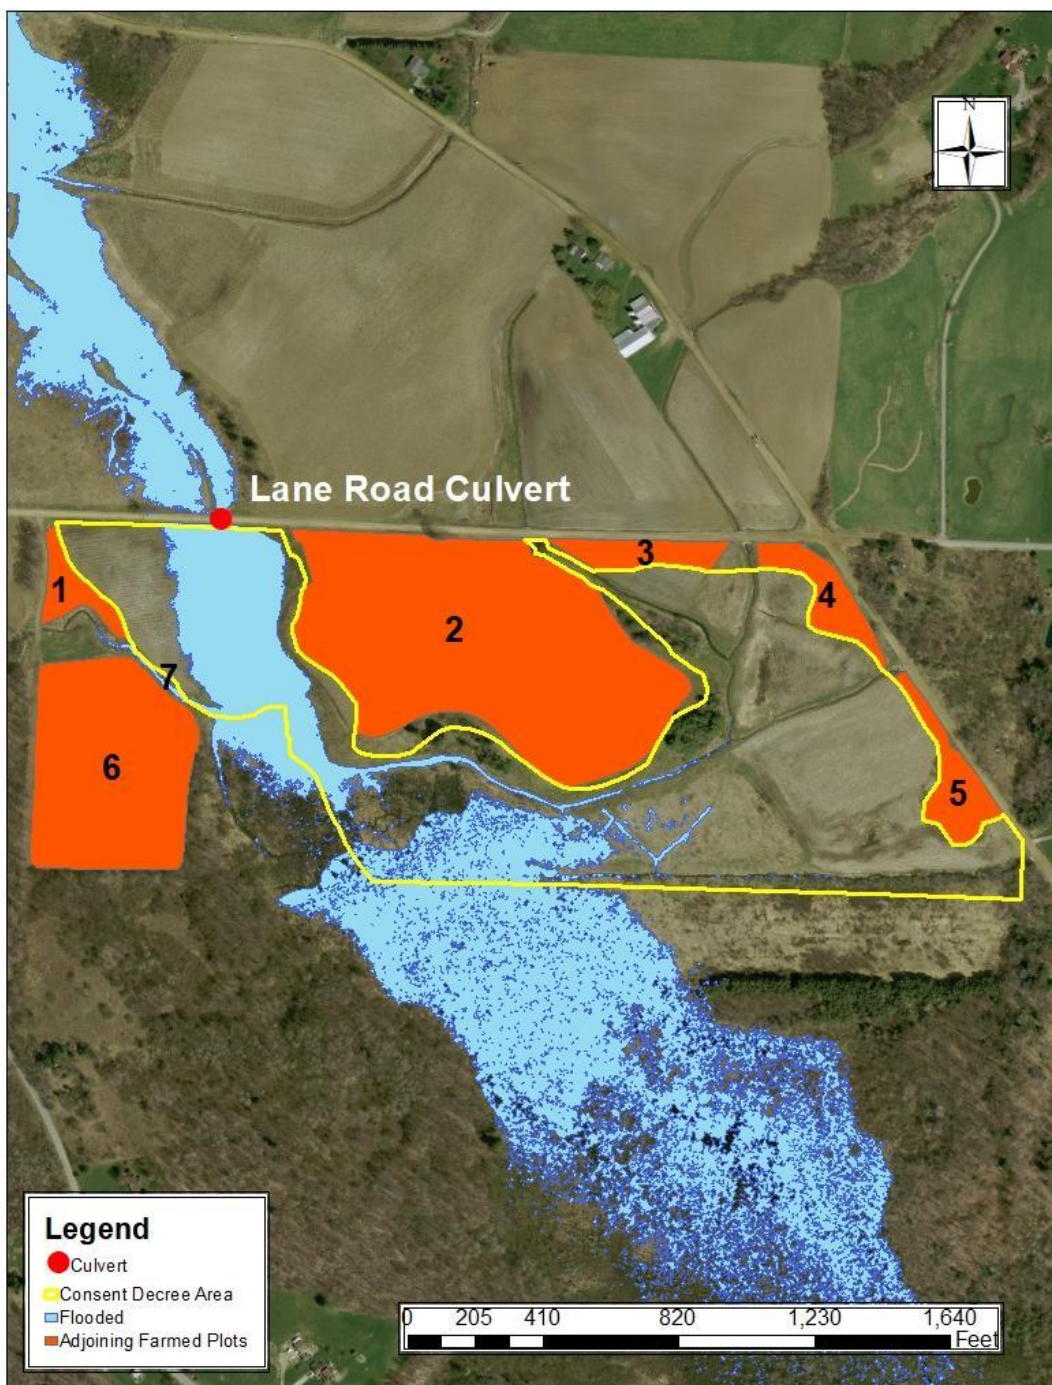 N
Lane Road Culvert
1
2
3
4
5
6
7
Legend
Culvert
Consent Decree Area
Flooded
Adjoining Farmed Plots
0 205 410 820 1,230 1,640
Feet